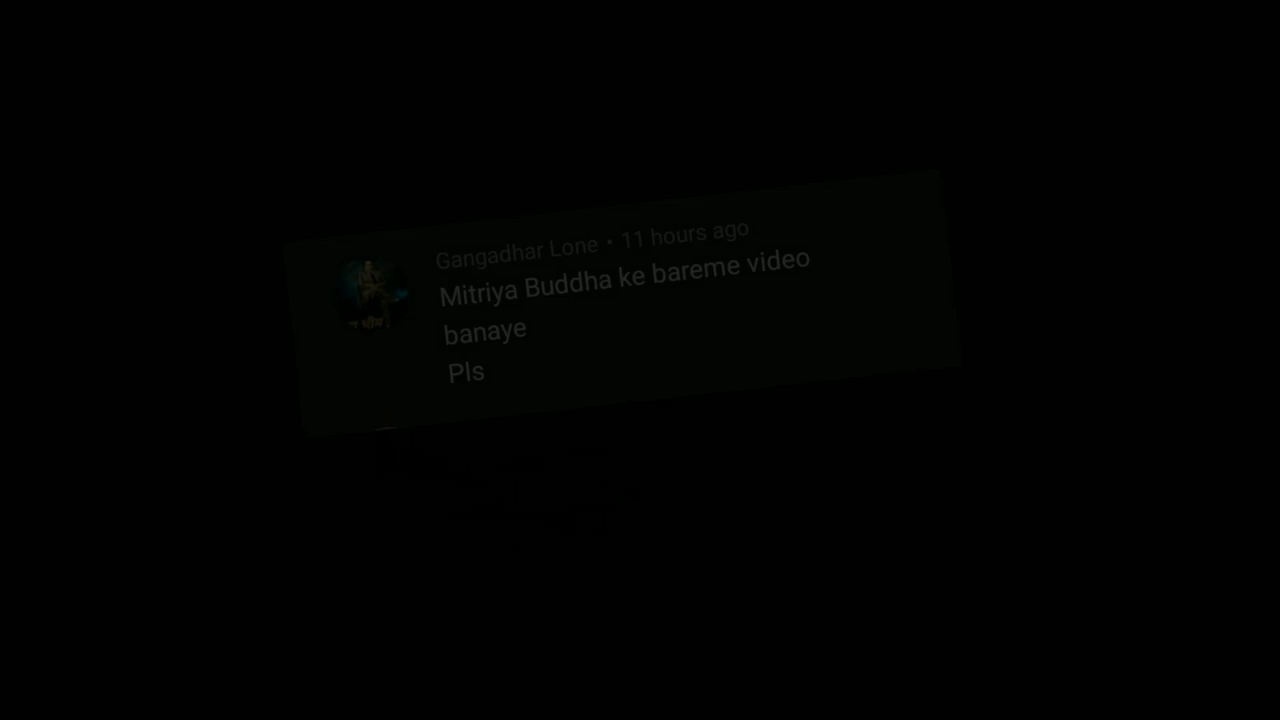 Gangadhar Lone • 11 hours ago
Mitriya Buddha ke bareme video
banaye
Pls